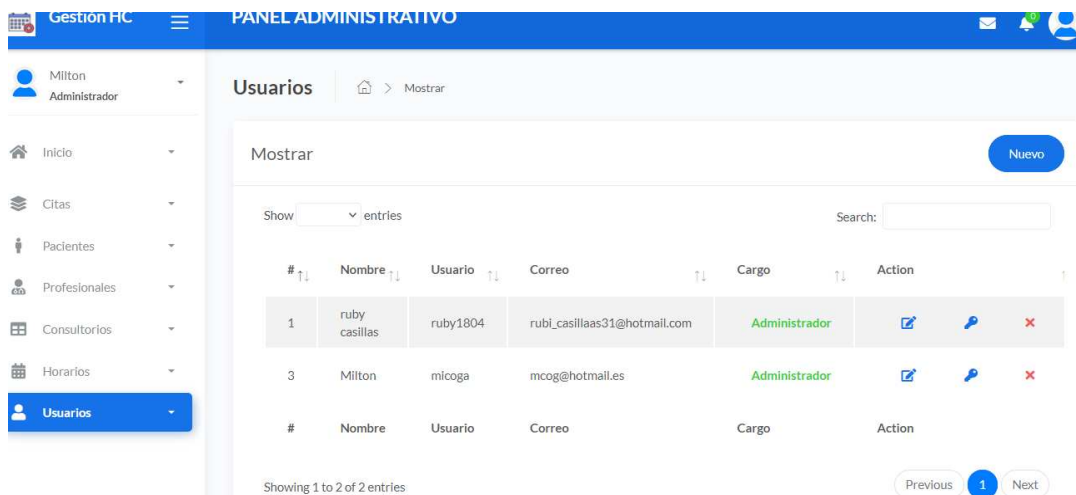 Gestión HC
PANEL ADMINISTRATIVO
0
Milton
Administrador
Inicio
Citas
Pacientes
Profesionales
Consultorios
Horarios
Usuarios
Usuarios > Mostrar
Mostrar
Nuevo
Show entries
Search:
# Nombre Usuario Correo Cargo Action
1 ruby casillas ruby1804 rubi_casillaas31@hotmail.com Administrador
3 Milton micoga mcog@hotmail.es Administrador
# Nombre Usuario Correo Cargo Action
Showing 1 to 2 of 2 entries
Previous 1 Next